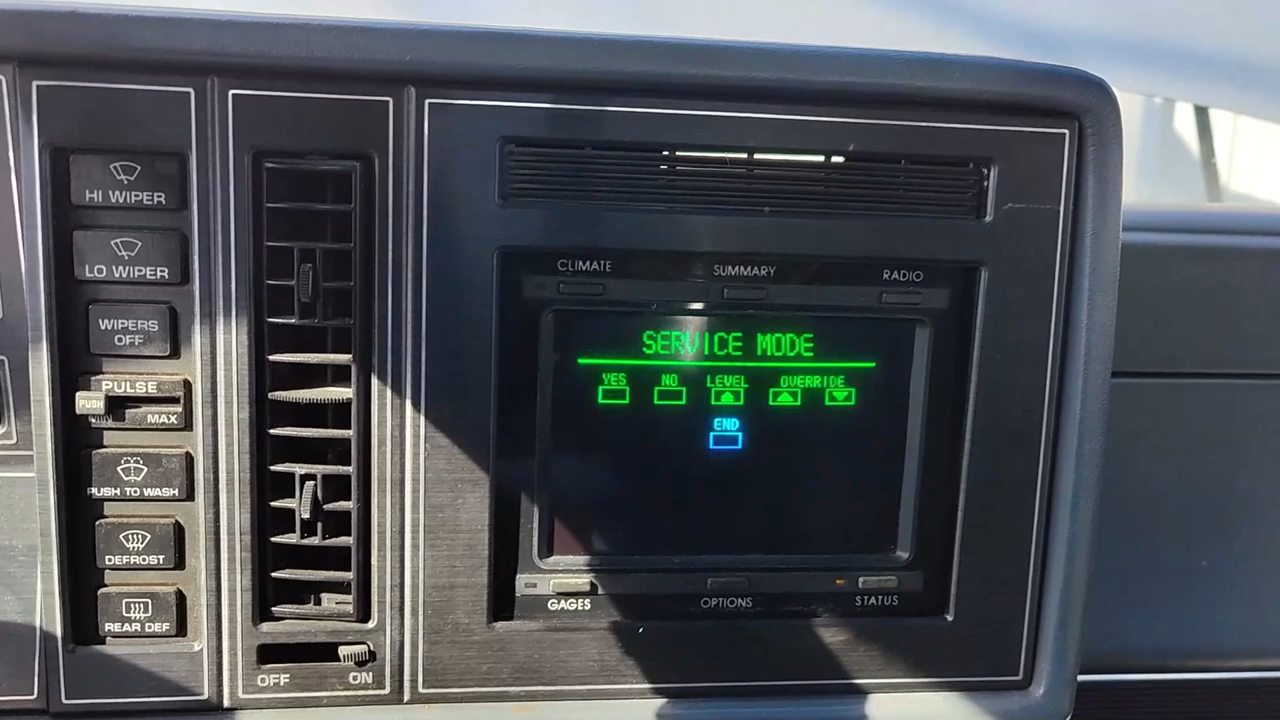 HI WIPER
LO WIPER
WIPERS
OFF
PULSE
PUSH
MIN MAX
PUSH TO WASH
DEFROST
REAR DEF
OFF ON
CLIMATE SUMMARY RADIO
SERVICE MODE
YES NO LEVEL OVERRIDE
END
GAGES OPTIONS STATUS